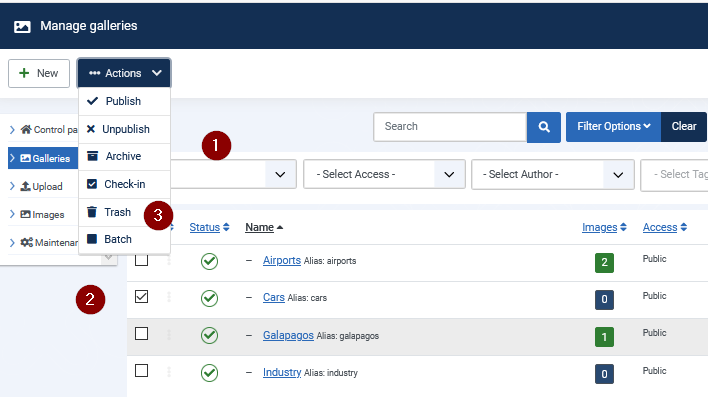 Manage galleries
New
Actions
Publish
Unpublish
Archive
Check-in
Trash
Batch
Control pa
Galleries
Upload
Images
Maintenan
Search
Filter Options
Clear
1
- Select Access -
- Select Author -
- Select Tag
3
2
Status Name Images Access
– Airports Alias: airports 2 Public
– Cars Alias: cars 0 Public
– Galapagos Alias: galapagos 1 Public
– Industry Alias: industry 0 Public